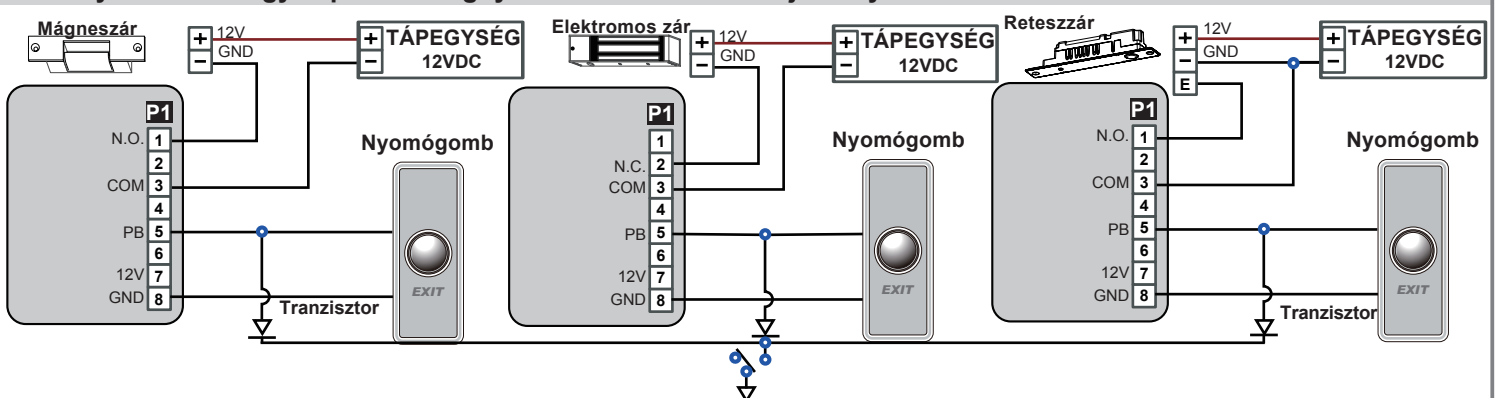 Mágneszár
+ 12V
- GND
+ TÁPEGYSÉG
- 12VDC
P1
N.O. 1
2
COM 3
4
PB 5
6
12V 7
GND 8
Nyomógomb
EXIT
Tranzisztor
Elektromos zár
+ 12V
- GND
+ TÁPEGYSÉG
- 12VDC
P1
1
N.C. 2
COM 3
4
PB 5
6
12V 7
GND 8
Nyomógomb
EXIT
Reteszzár
+ 12V
- GND
E
+ TÁPEGYSÉG
- 12VDC
P1
N.O. 1
2
COM 3
4
PB 5
6
12V 7
GND 8
Nyomógomb
EXIT
Tranzisztor